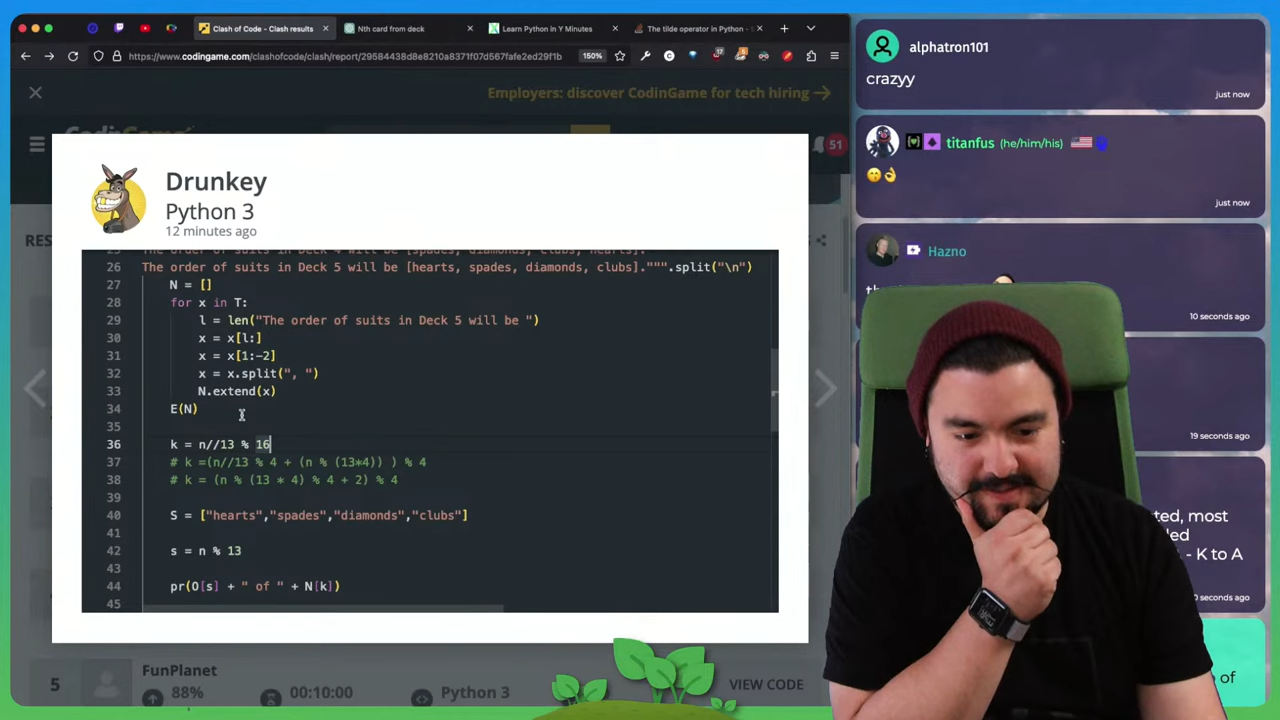 Clash of Code - Clash results
Nth card from deck
Learn Python in Y Minutes
The tilde operator in Python - S
https://www.codingame.com/clashofcode/clash/report/29584438d8e8210a8371f07d567fafe2ed29f1b
150%
Employers: discover CodinGame for tech hiring
51
Drunkey
Python 3
12 minutes ago
26 The order of suits in Deck 5 will be [hearts, spades, diamonds, clubs].""".split("\n")
27 N = []
28 for x in T:
29 l = len("The order of suits in Deck 5 will be ")
30 x = x[l:]
31 x = x[1:-2]
32 x = x.split(", ")
33 N.extend(x)
34 E(N)
35
36 k = n//13 % 16
37 # k =(n//13 % 4 + (n % (13*4)) ) % 4
38 # k = (n % (13 * 4) % 4 + 2) % 4
39
40 S = ["hearts","spades","diamonds","clubs"]
41
42 s = n % 13
43
44 pr(O[s] + " of " + N[k])
45
5
FunPlanet
88%
00:10:00
Python 3
VIEW CODE
alphatron101
crazyy
just now
titanfus (he/him/his)
just now
Hazno
10 seconds ago
19 seconds ago
most
- K to A
seconds ago
of